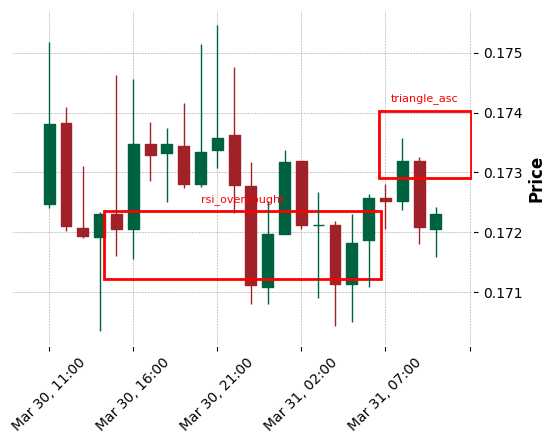 0.175
triangle_asc
0.174
0.173
Price
rsi_overbough
0.172
0.171
Mar 30, 11:00
Mar 30, 16:00
Mar 30, 21:00
Mar 31, 02:00
Mar 31, 07:00